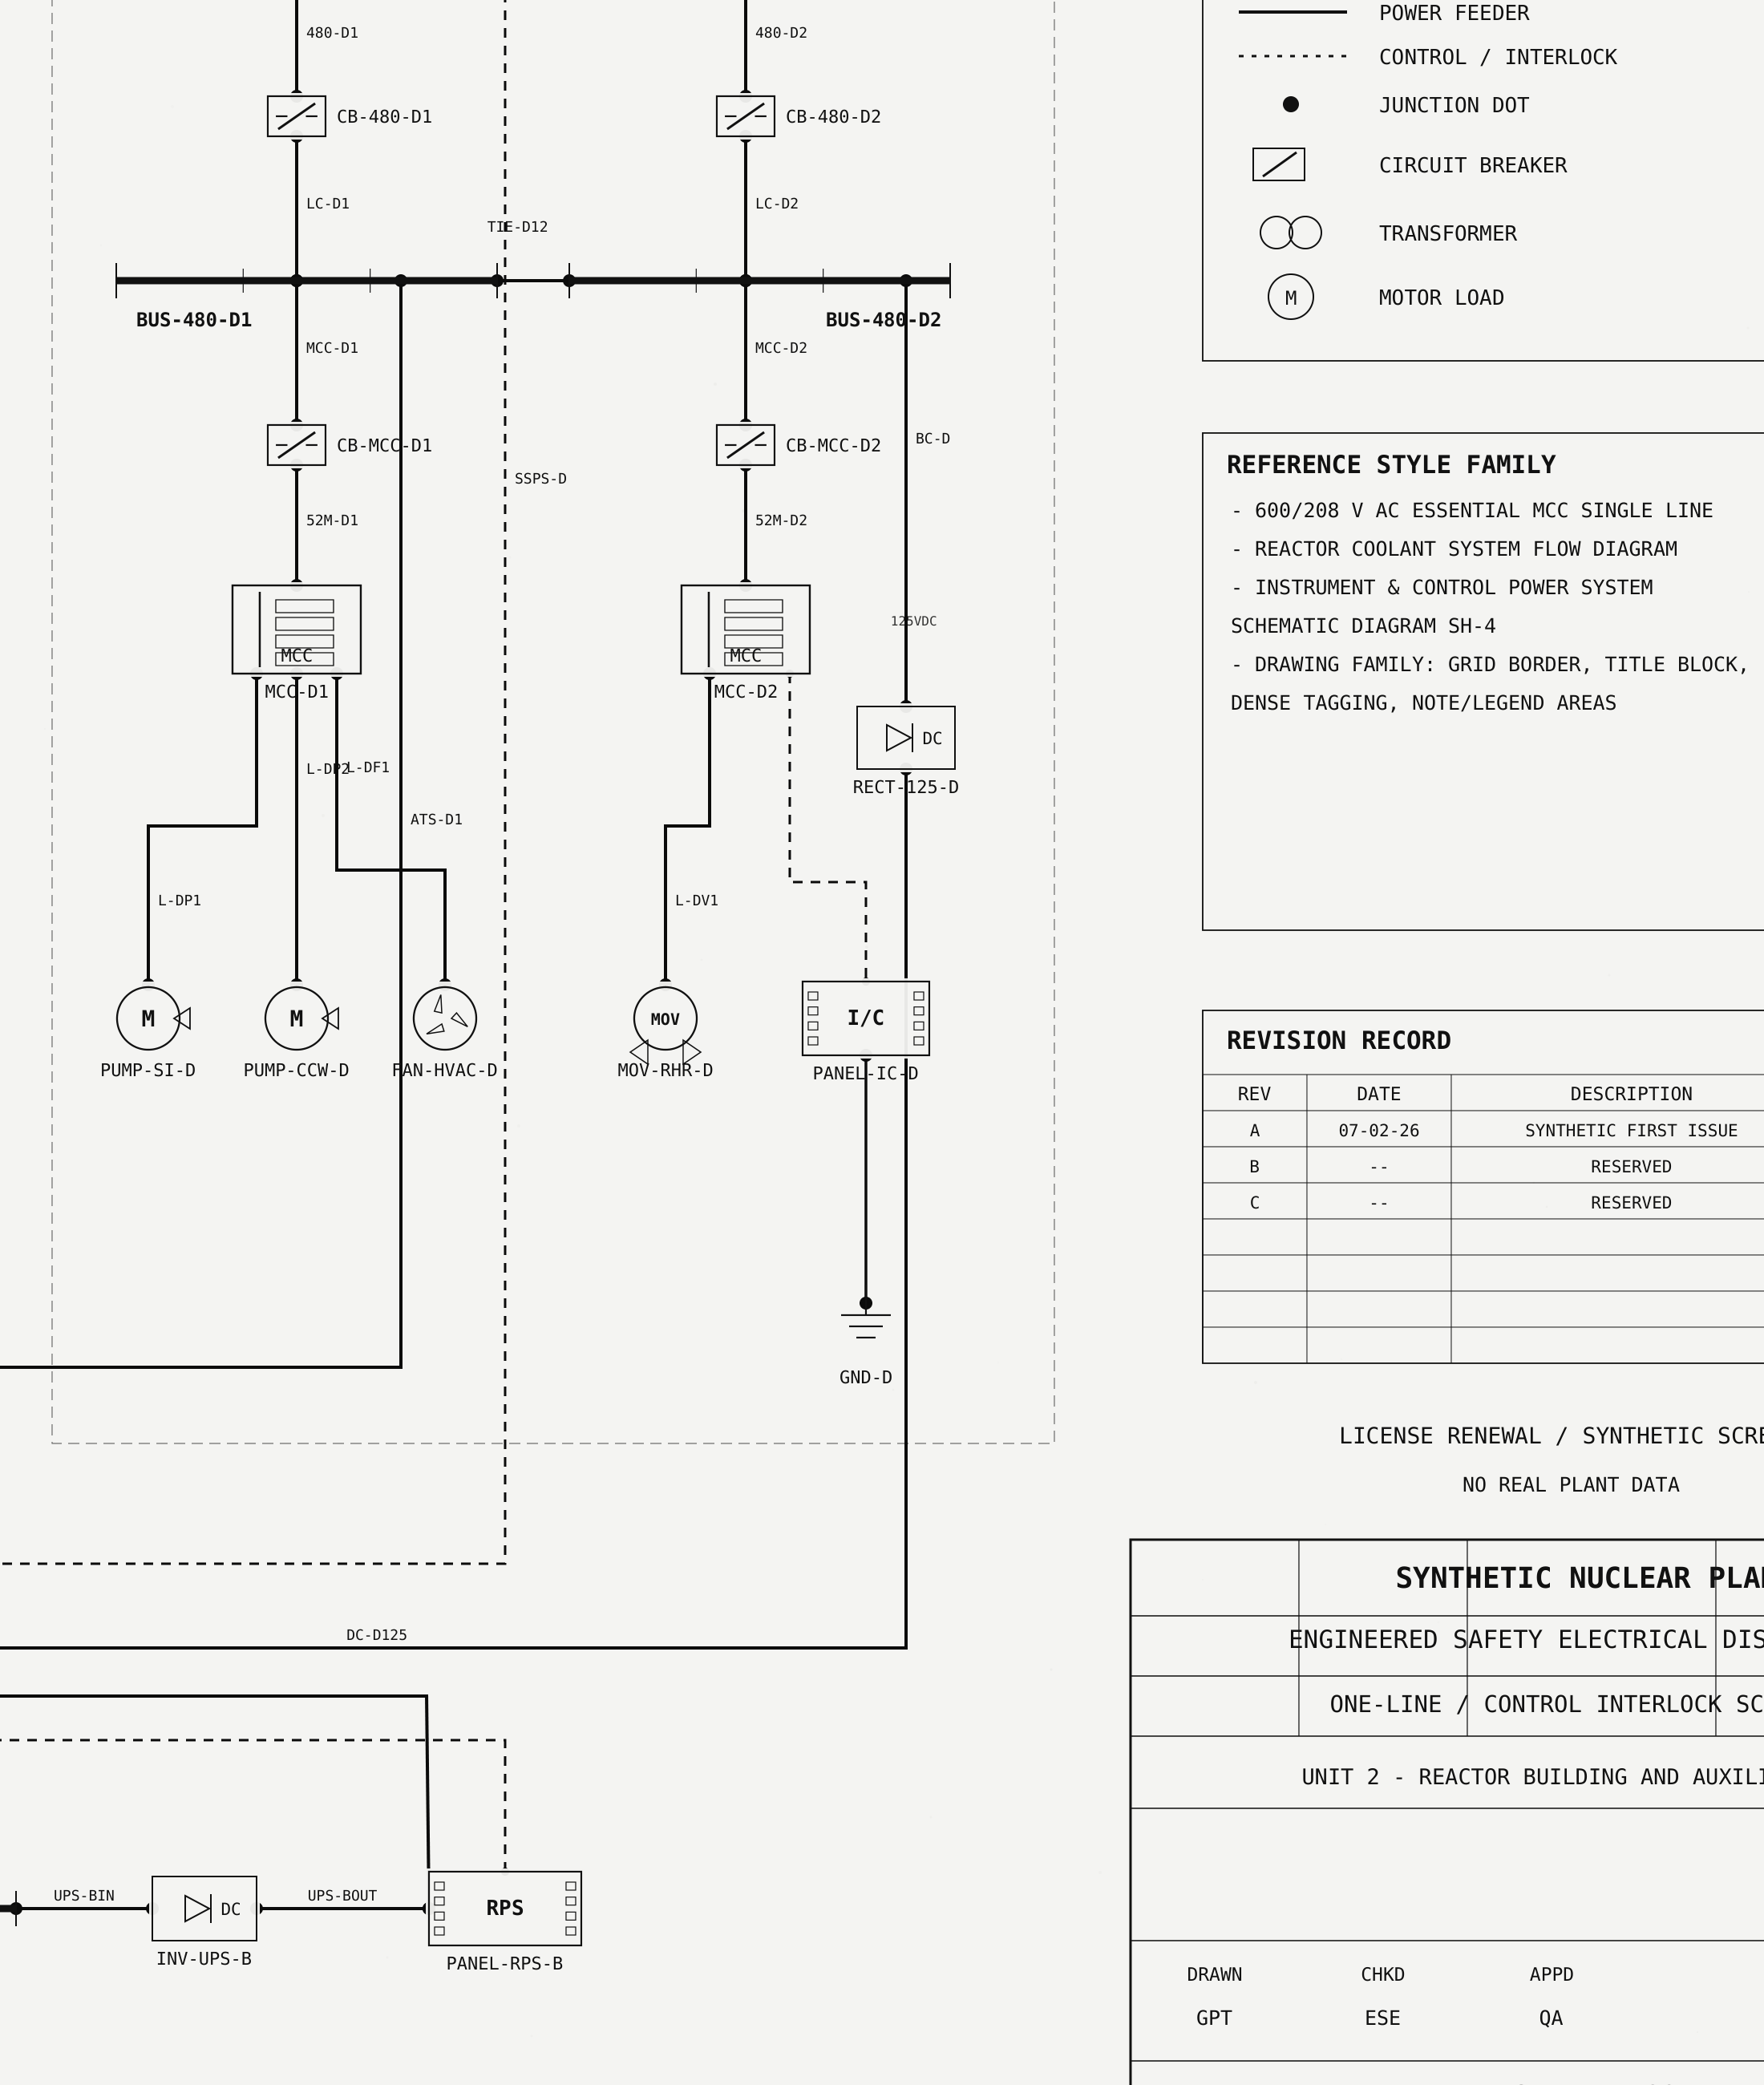 480-D1
480-D2
CB-480-D1
CB-480-D2
LC-D1
LC-D2
TIE-D12
BUS-480-D1
BUS-480-D2
MCC-D1
MCC-D2
CB-MCC-D1
CB-MCC-D2
BC-D
SSPS-D
52M-D1
52M-D2
125VDC
MCC
MCC
MCC-D1
MCC-D2
DC
RECT-125-D
L-DP2
L-DF1
ATS-D1
L-DP1
L-DV1
M
M
MOV
I/C
PUMP-SI-D
PUMP-CCW-D
FAN-HVAC-D
MOV-RHR-D
PANEL-IC-D
GND-D
DC-D125
UPS-BIN
DC
UPS-BOUT
RPS
INV-UPS-B
PANEL-RPS-B
POWER FEEDER
CONTROL / INTERLOCK
JUNCTION DOT
CIRCUIT BREAKER
TRANSFORMER
M MOTOR LOAD
REFERENCE STYLE FAMILY
- 600/208 V AC ESSENTIAL MCC SINGLE LINE
- REACTOR COOLANT SYSTEM FLOW DIAGRAM
- INSTRUMENT & CONTROL POWER SYSTEM
SCHEMATIC DIAGRAM SH-4
- DRAWING FAMILY: GRID BORDER, TITLE BLOCK,
DENSE TAGGING, NOTE/LEGEND AREAS
REVISION RECORD
REV DATE DESCRIPTION
A 07-02-26 SYNTHETIC FIRST ISSUE
B -- RESERVED
C -- RESERVED
LICENSE RENEWAL / SYNTHETIC SCRE
NO REAL PLANT DATA
SYNTHETIC NUCLEAR PLA
ENGINEERED SAFETY ELECTRICAL DIS
ONE-LINE / CONTROL INTERLOCK SC
UNIT 2 - REACTOR BUILDING AND AUXILI
DRAWN CHKD APPD
GPT ESE QA